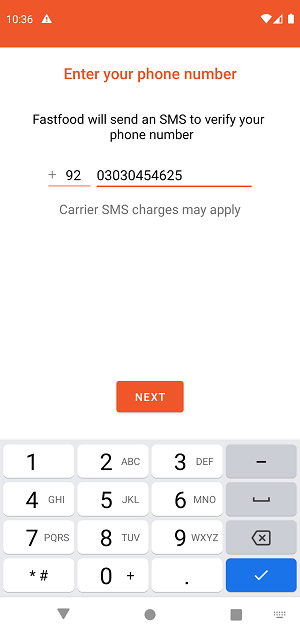 10:36
Enter your phone number
Fastfood will send an SMS to verify your
phone number
+ 92 03030454625
Carrier SMS charges may apply
NEXT
1 2 ABC 3 DEF –
4 GHI 5 JKL 6 MNO
7 PQRS 8 TUV 9 WXYZ
* # 0 + .